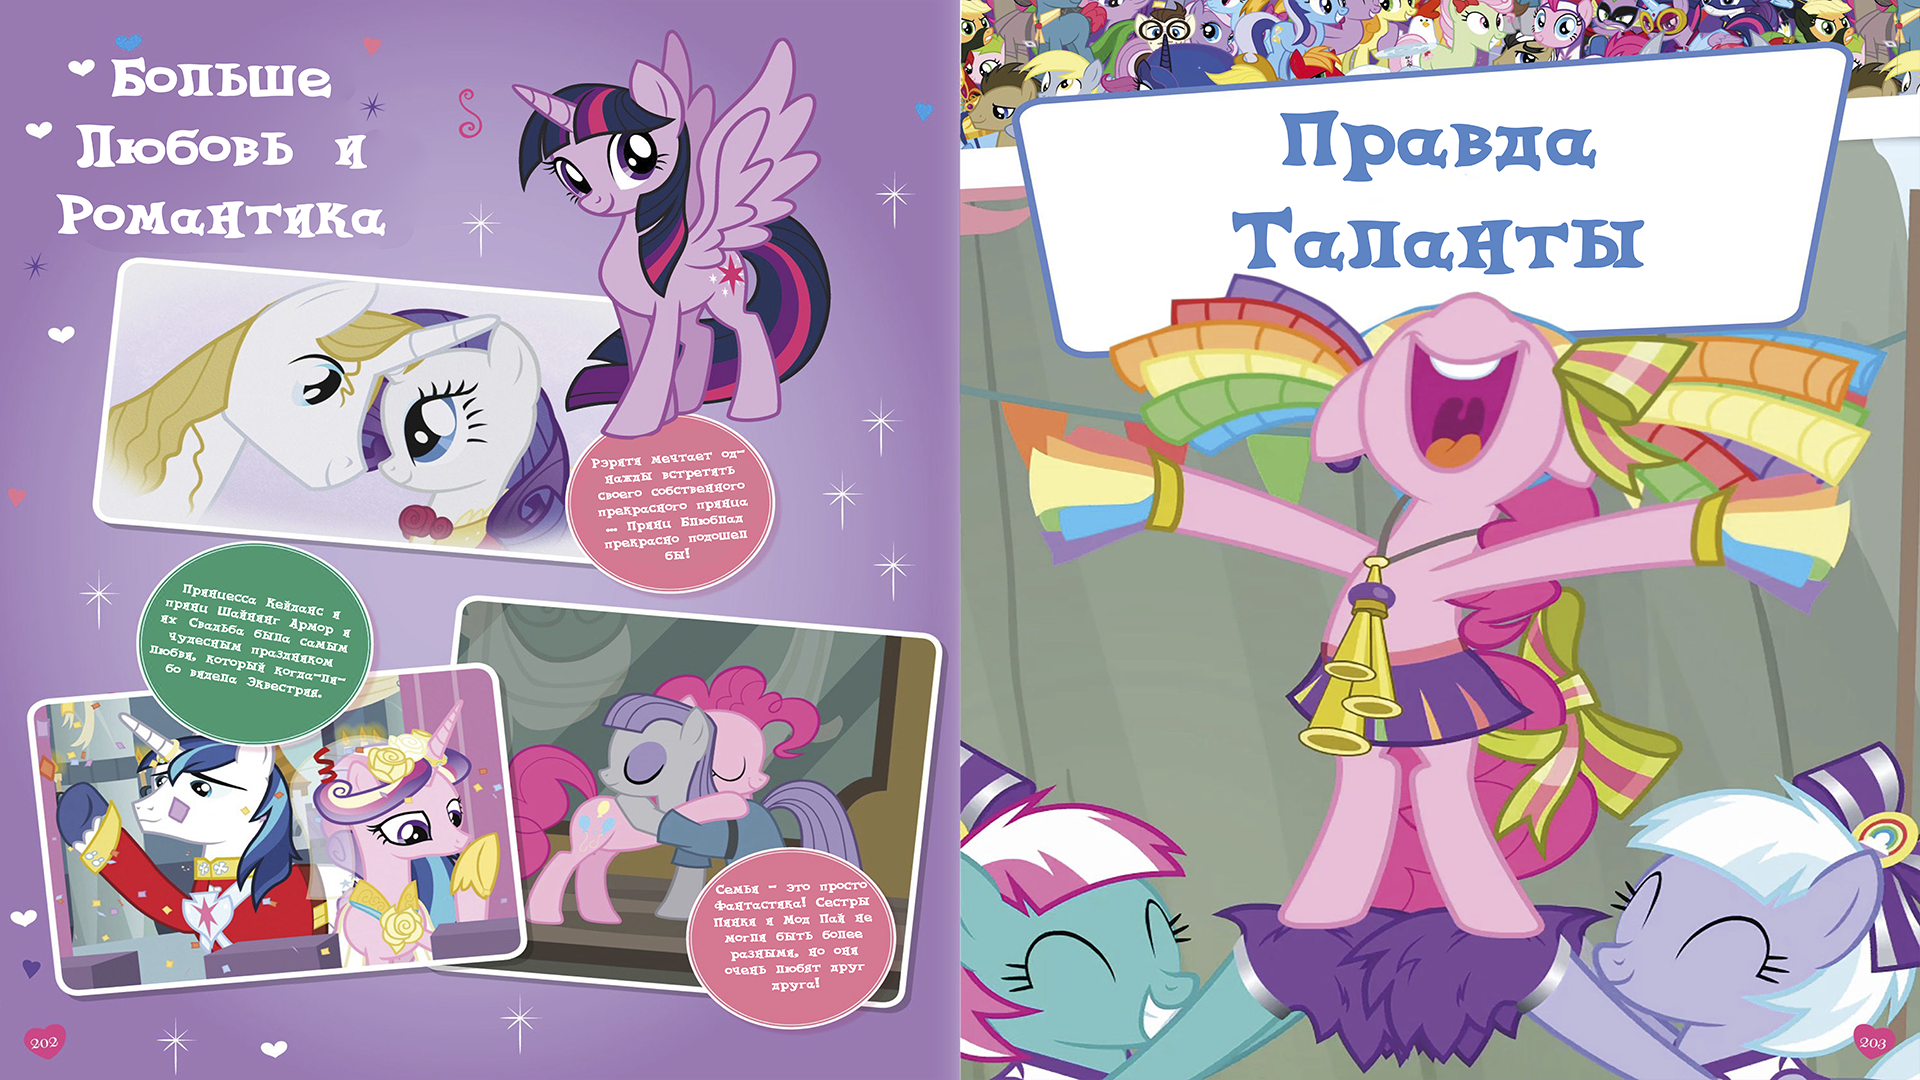 Больше
Любовь и
Романтика
Рэрити мечтает од-
нажды встретить
своего собственного
прекрасного принца
... Принц Блюблад
прекрасно подошел
бы!
Принцесса Кейданс и
принц Шайнинг Армор и
их Свадьба была самым
чудесным праздником
любви, который когда-ли-
бо видела Эквестрия.
Семья - это просто
фантастика! Сестры
Пинки и Мод Пай не
могли быть более
разными, но они
очень любят друг
друга!
202
Правда
Таланты
203